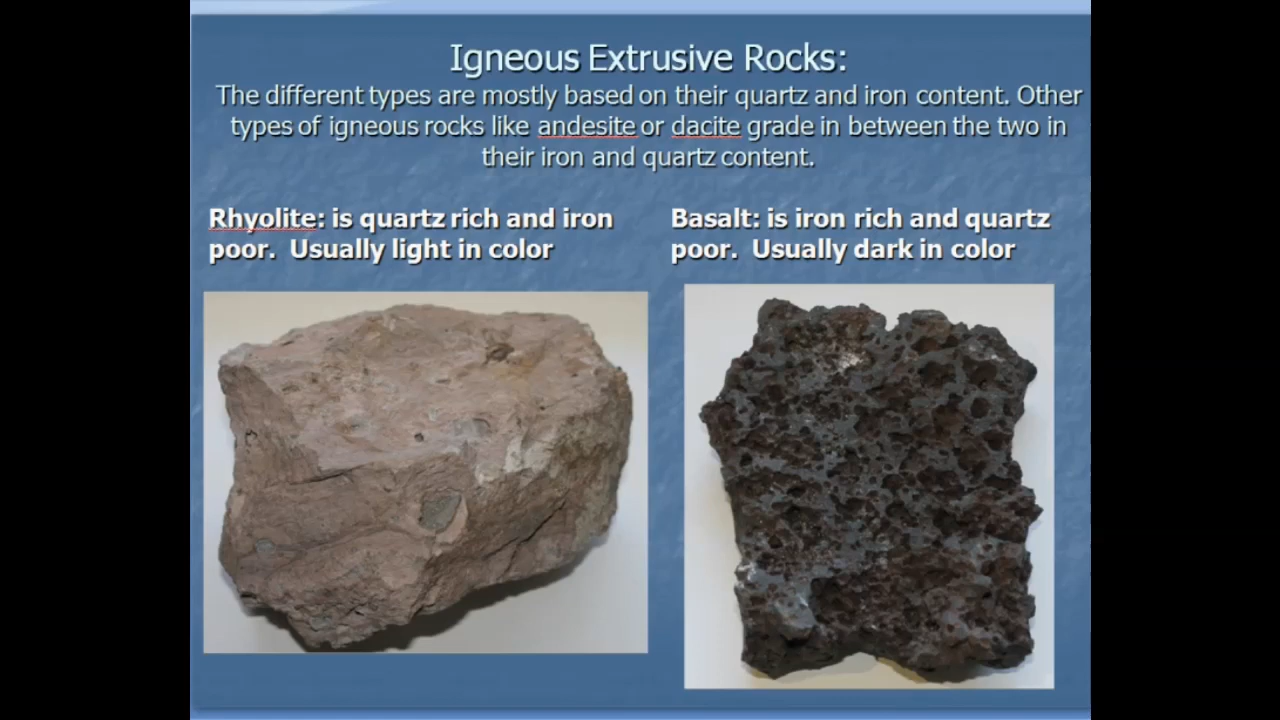 Igneous Extrusive Rocks:
The different types are mostly based on their quartz and iron content. Other
types of igneous rocks like andesite or dacite grade in between the two in
their iron and quartz content.
Rhyolite: is quartz rich and iron
poor.  Usually light in color
Basalt: is iron rich and quartz
poor.  Usually dark in color